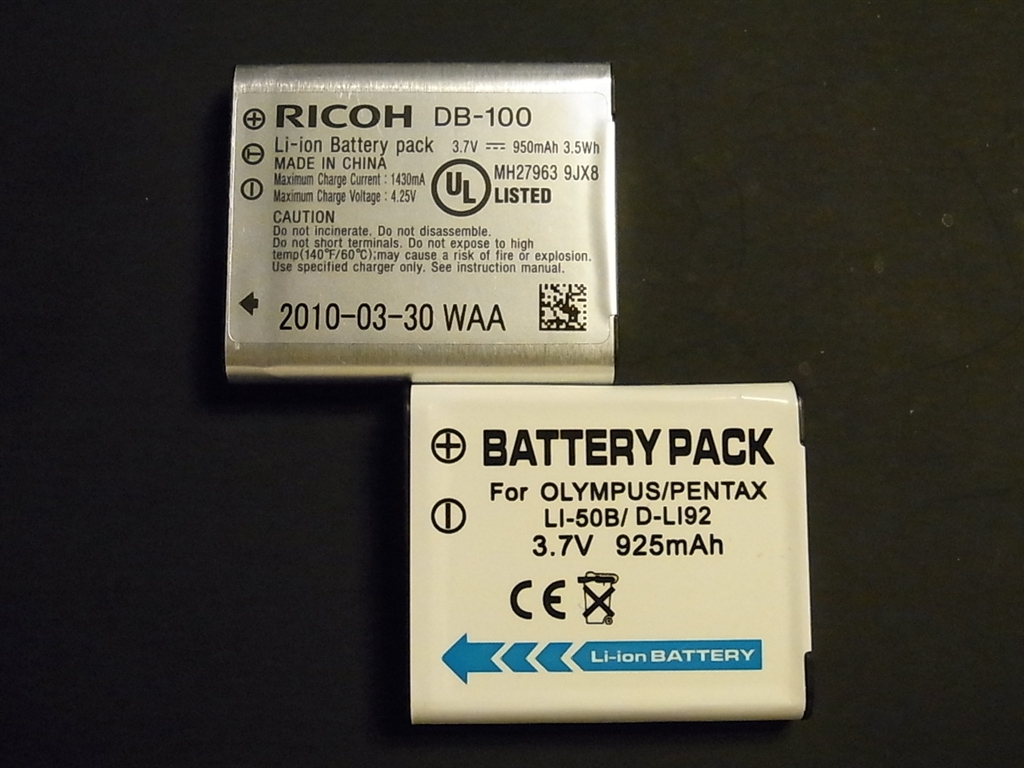 RICOH DB-100
Li-ion Battery pack 3.7V ⎓ 950mAh 3.5Wh
MADE IN CHINA
Maximum Charge Current : 1430mA
Maximum Charge Voltage : 4.25V
UL LISTED
MH27963 9JX8
CAUTION
Do not incinerate. Do not disassemble.
Do not short terminals. Do not expose to high
temp(140°F/60°C);may cause a risk of fire or explosion.
Use specified charger only. See instruction manual.
2010-03-30 WAA
BATTERY PACK
For OLYMPUS/PENTAX
LI-50B/ D-LI92
3.7V 925mAh
CE
Li-ion BATTERY